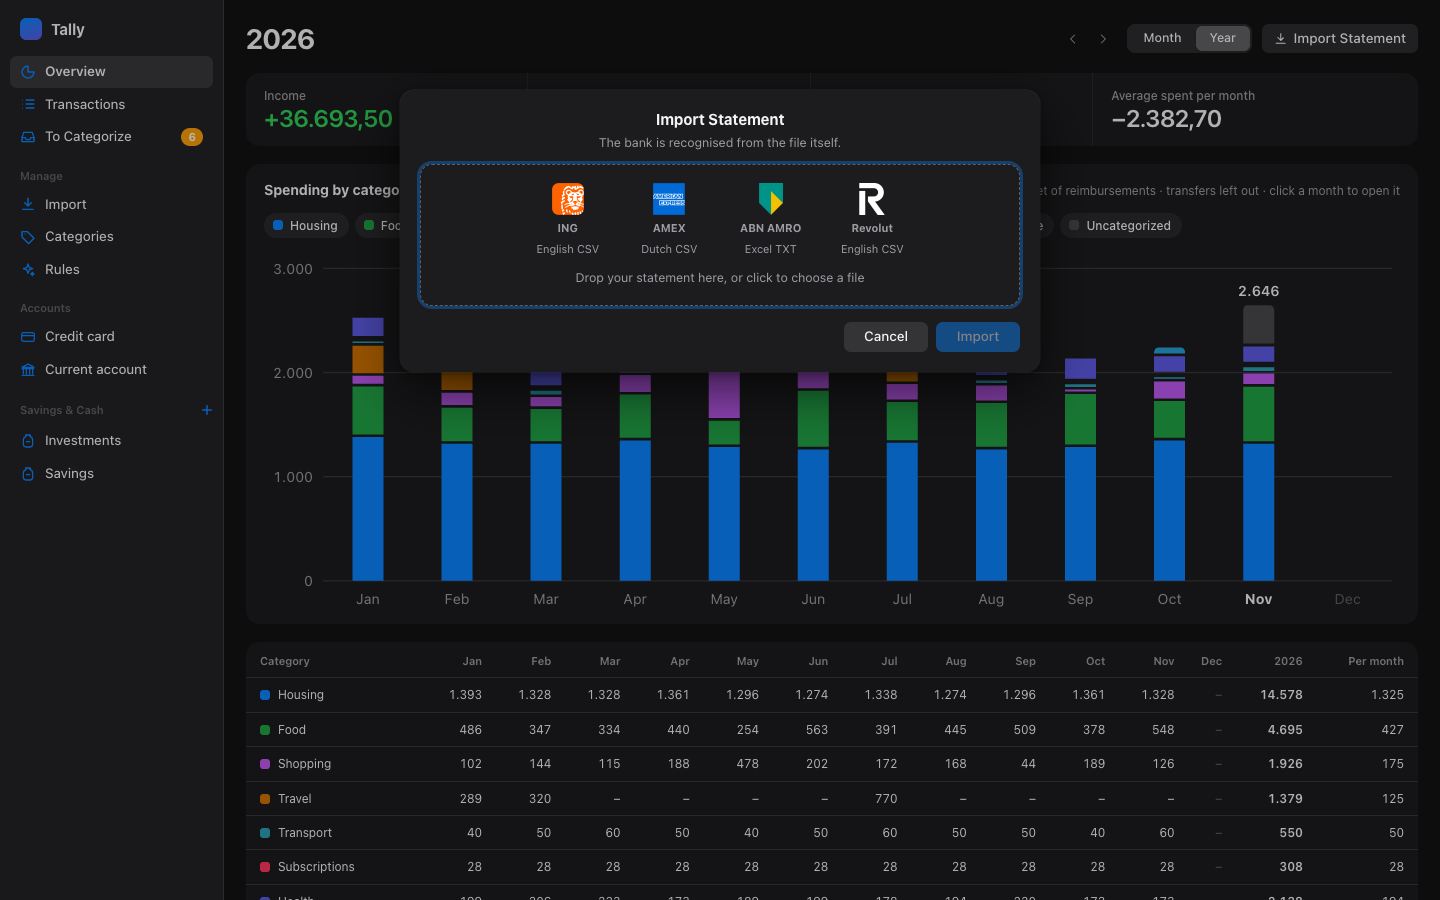 Tally
Overview
Transactions
To Categorize 6
Manage
Import
Categories
Rules
Accounts
Credit card
Current account
Savings & Cash +
Investments
Savings
2026
Month Year Import Statement
Income
+36.693,50
Average spent per month
−2.382,70
Import Statement
The bank is recognised from the file itself.
ING AMERICAN EXPRESS
ING AMEX ABN AMRO Revolut
English CSV Dutch CSV Excel TXT English CSV
Drop your statement here, or click to choose a file
Cancel Import
Spending by catego
of reimbursements · transfers left out · click a month to open it
Housing Uncategorized
2.646
3.000
2.000
1.000
0
Jan Feb Mar Apr May Jun Jul Aug Sep Oct Nov Dec
Category Jan Feb Mar Apr May Jun Jul Aug Sep Oct Nov Dec 2026 Per month
Housing 1.393 1.328 1.328 1.361 1.296 1.274 1.338 1.274 1.296 1.361 1.328 – 14.578 1.325
Food 486 347 334 440 254 563 391 445 509 378 548 – 4.695 427
Shopping 102 144 115 188 478 202 172 168 44 189 126 – 1.926 175
Travel 289 320 – – – – 770 – – – – – 1.379 125
Transport 40 50 60 50 40 50 60 50 50 40 60 – 550 50
Subscriptions 28 28 28 28 28 28 28 28 28 28 28 – 308 28